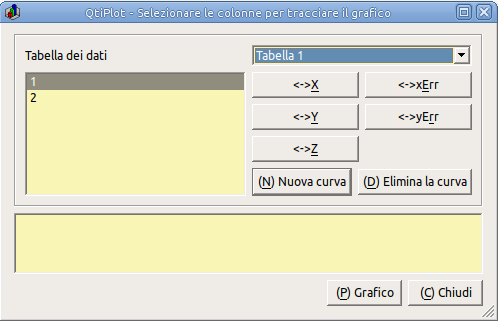 QtiPlot - Selezionare le colonne per tracciare il grafico
Tabella dei dati
Tabella 1
1
2
<->X
<->xErr
<->Y
<->yErr
<->Z
(N) Nuova curva
(D) Elimina la curva
(P) Grafico
(C) Chiudi